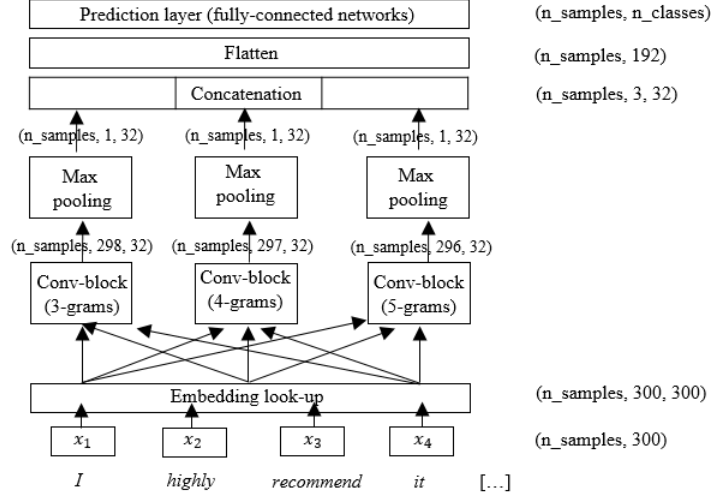 Prediction layer (fully-connected networks) (n_samples, n_classes)
Flatten (n_samples, 192)
Concatenation (n_samples, 3, 32)
(n_samples, 1, 32) (n_samples, 1, 32) (n_samples, 1, 32)
Max Max Max
pooling pooling pooling
(n_samples, 298, 32) (n_samples, 297, 32) (n_samples, 296, 32)
Conv-block Conv-block Conv-block
(3-grams) (4-grams) (5-grams)
Embedding look-up (n_samples, 300, 300)
x₁ x₂ x₃ x₄ (n_samples, 300)
I highly recommend it […]